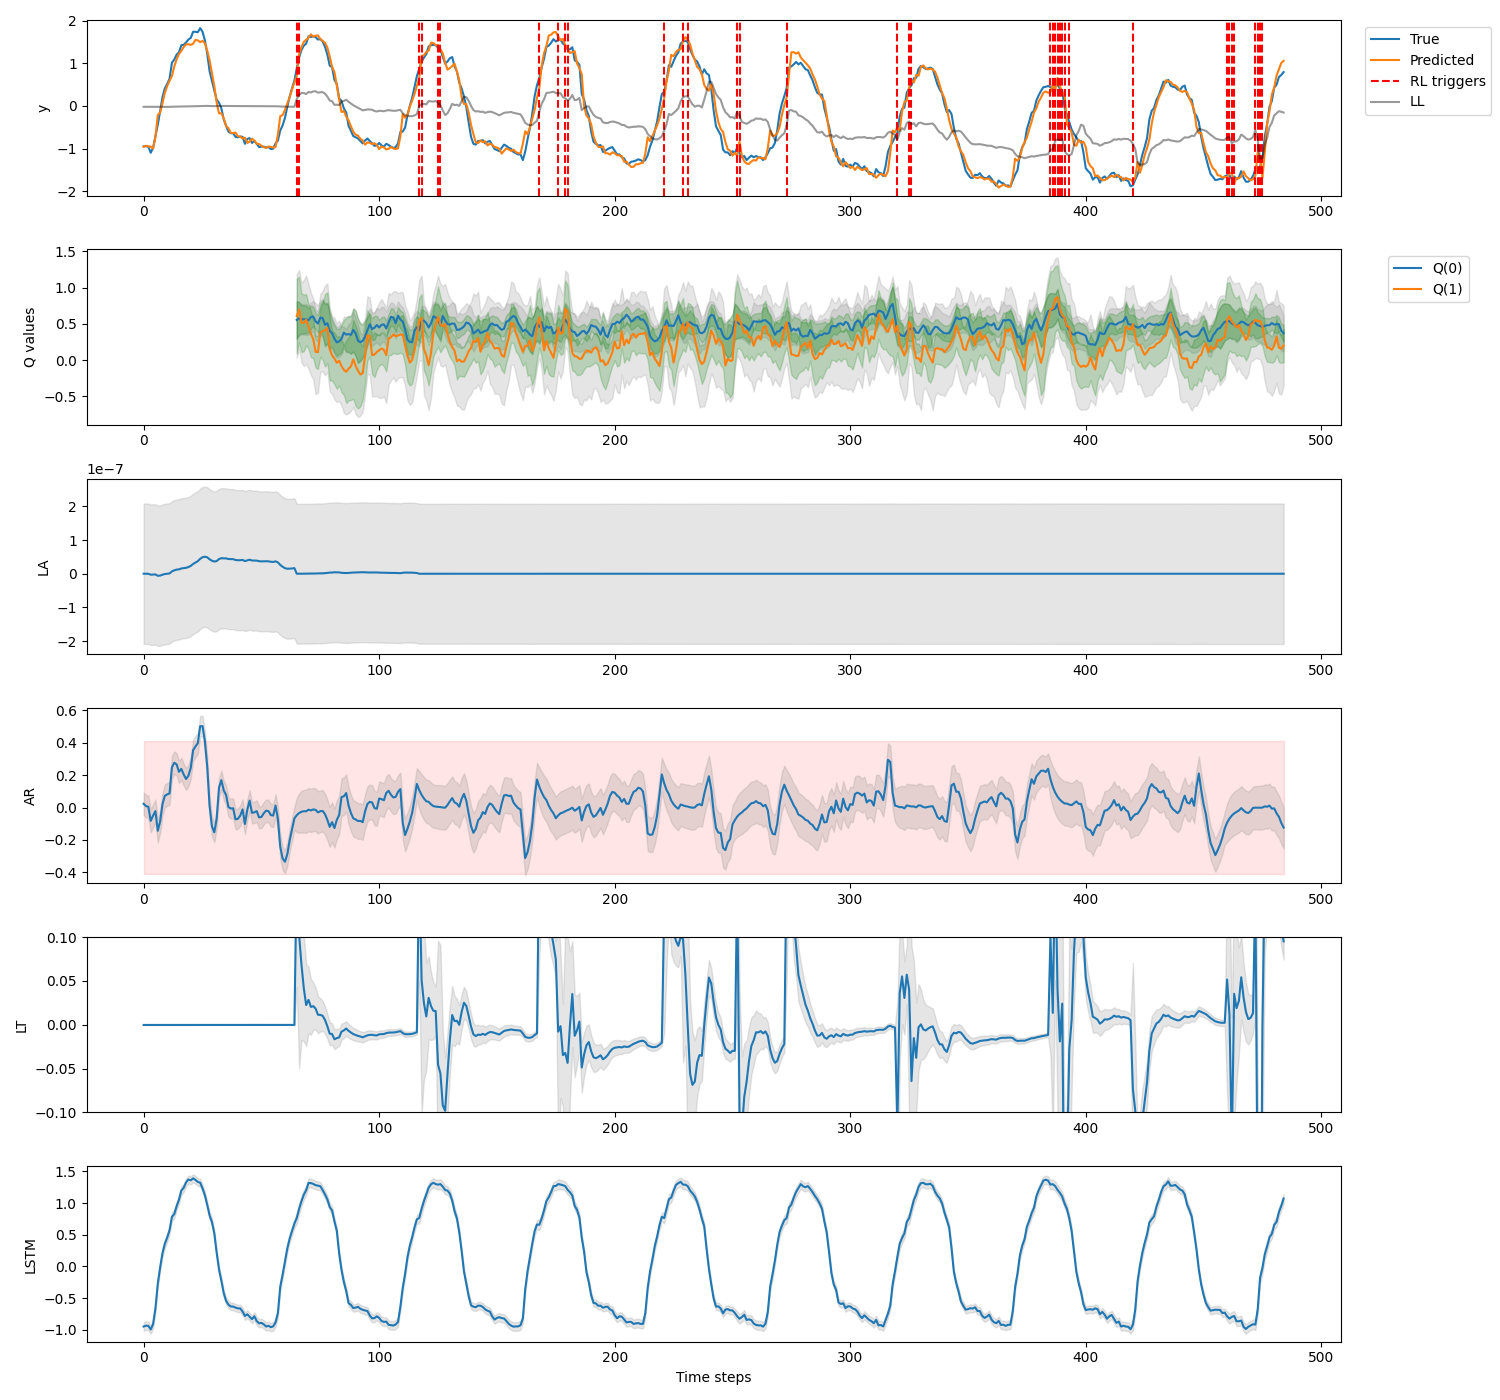 2
1
0
−1
−2
y
0 100 200 300 400 500
True
Predicted
RL triggers
LL
1.5
1.0
0.5
0.0
−0.5
Q values
0 100 200 300 400 500
Q(0)
Q(1)
1e−7
2
1
0
−1
−2
LA
0 100 200 300 400 500
0.6
0.4
0.2
0.0
−0.2
−0.4
AR
0 100 200 300 400 500
0.10
0.05
0.00
−0.05
−0.10
LT
0 100 200 300 400 500
1.5
1.0
0.5
0.0
−0.5
−1.0
LSTM
0 100 200 300 400 500
Time steps